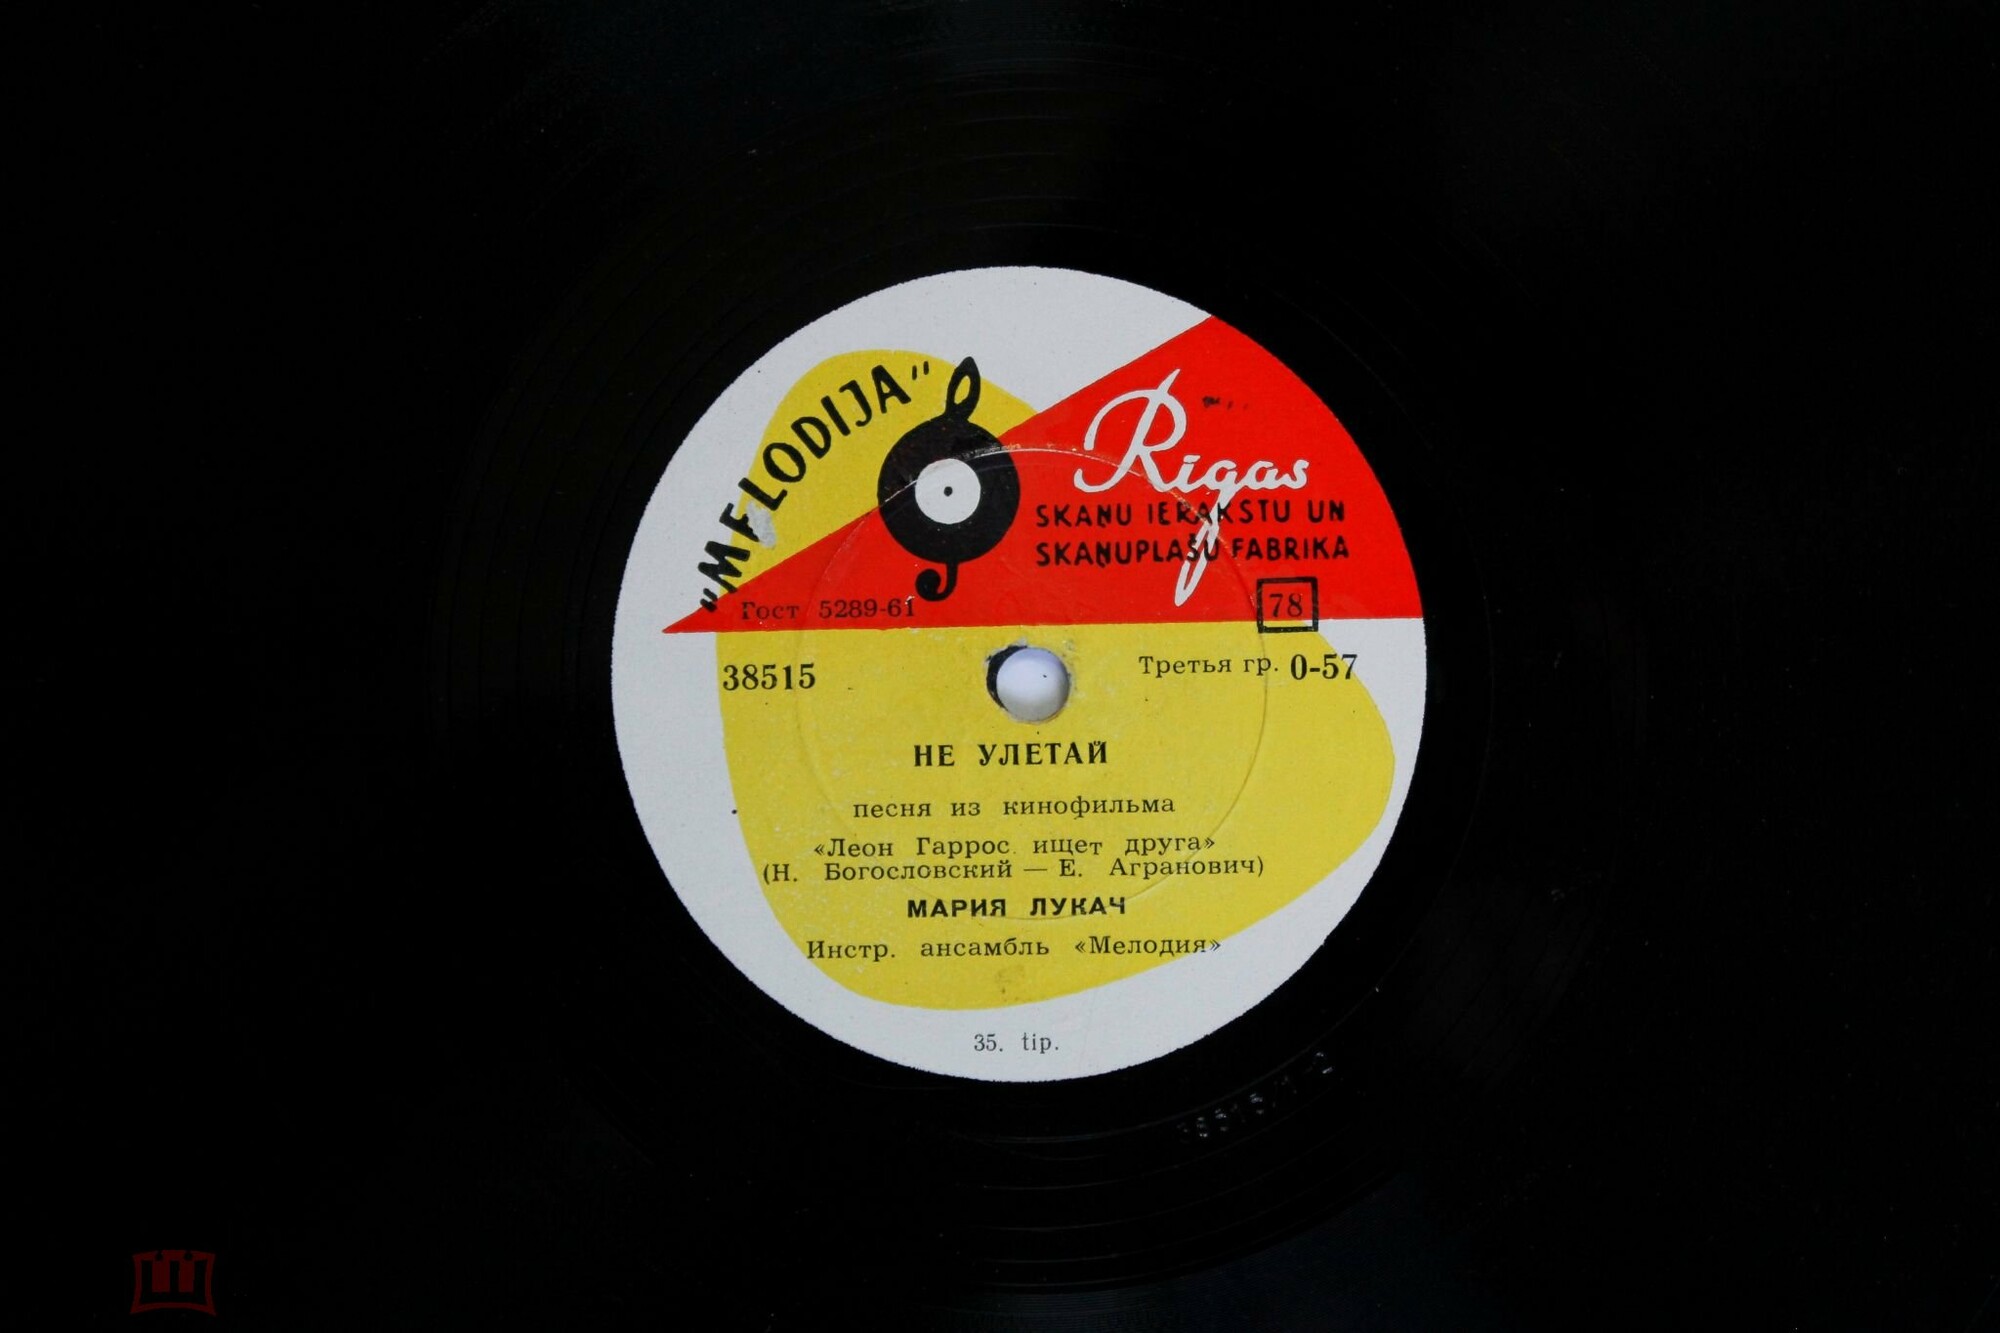 „MELODIJA"
Rigas
SKAŅU IERAKSTU UN
SKAŅUPLAŠU FABRIKA
Гост 5289-61
78
38515
Третья гр. 0-57
НЕ УЛЕТАЙ
песня из кинофильма
«Леон Гаррос ищет друга»
(Н. Богословский — Е. Агранович)
МАРИЯ ЛУКАЧ
Инстр. ансамбль «Мелодия»
35. tip.